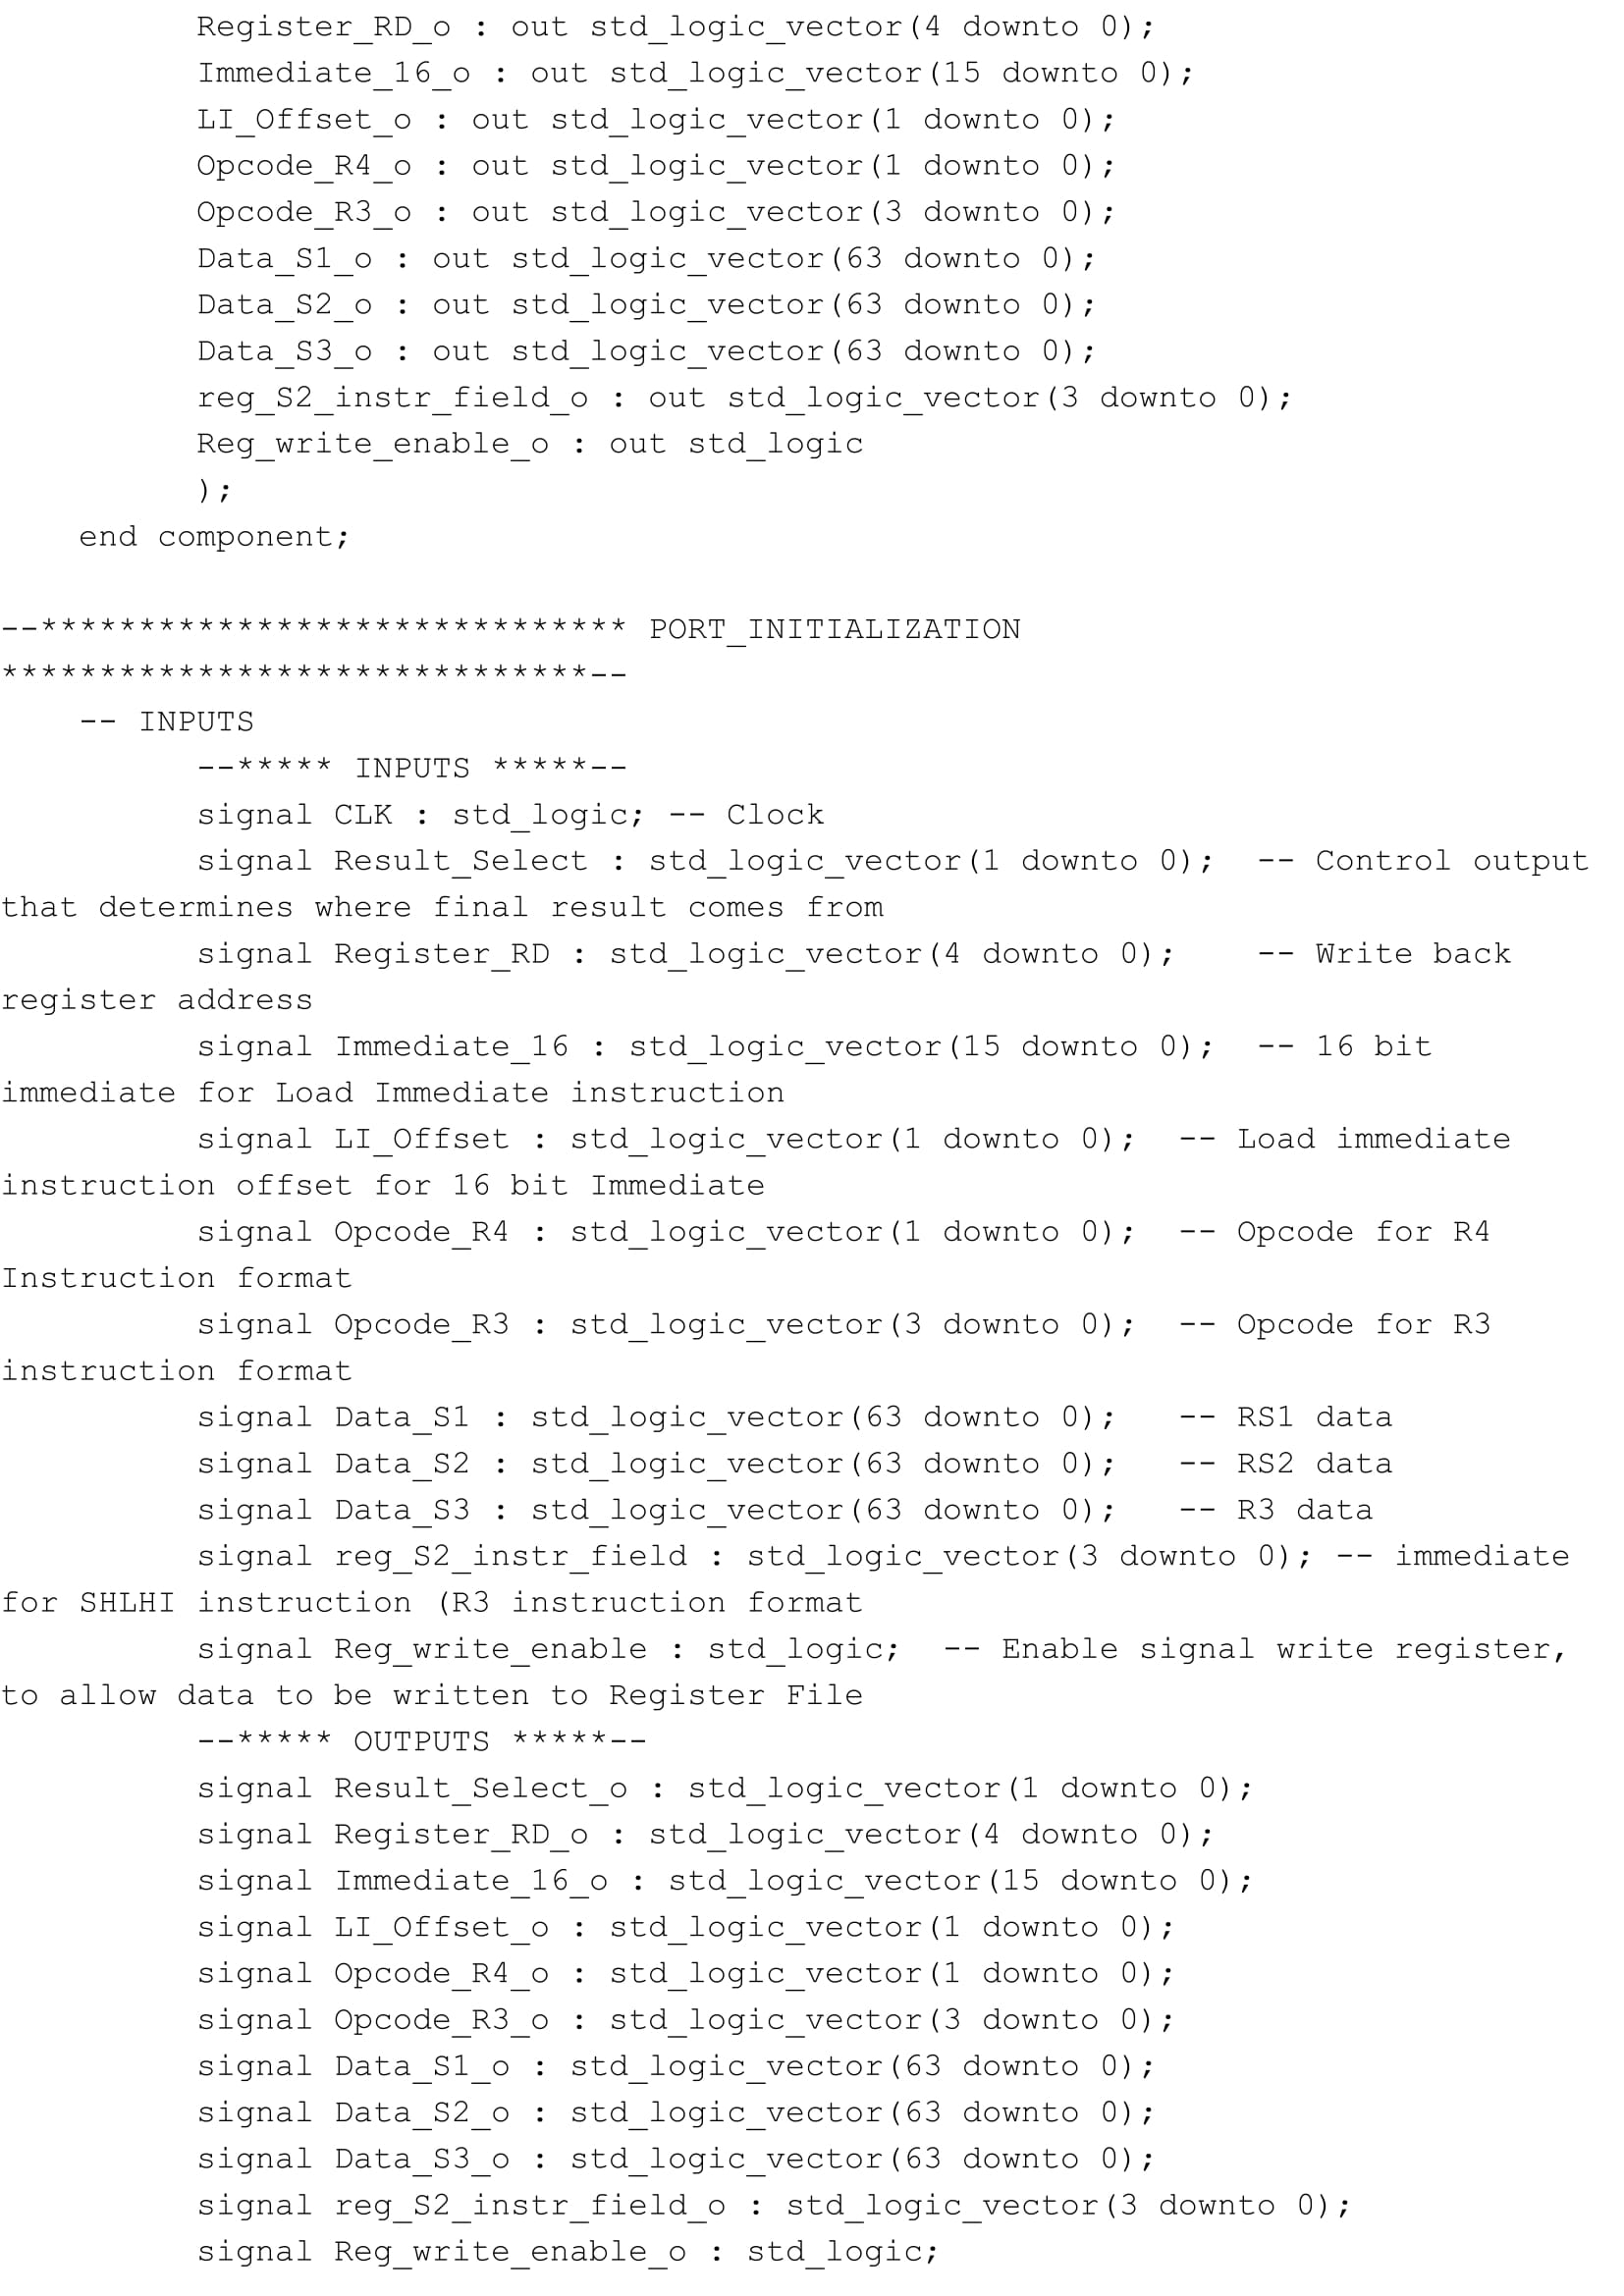 Register_RD_o : out std_logic_vector(4 downto 0);
Immediate_16_o : out std_logic_vector(15 downto 0);
LI_Offset_o : out std_logic_vector(1 downto 0);
Opcode_R4_o : out std_logic_vector(1 downto 0);
Opcode_R3_o : out std_logic_vector(3 downto 0);
Data_S1_o : out std_logic_vector(63 downto 0);
Data_S2_o : out std_logic_vector(63 downto 0);
Data_S3_o : out std_logic_vector(63 downto 0);
reg_S2_instr_field_o : out std_logic_vector(3 downto 0);
Reg_write_enable_o : out std_logic
);
end component;
--****************************** PORT_INITIALIZATION
******************************--
-- INPUTS
--***** INPUTS *****--
signal CLK : std_logic; -- Clock
signal Result_Select : std_logic_vector(1 downto 0);  -- Control output
that determines where final result comes from
signal Register_RD : std_logic_vector(4 downto 0);    -- Write back
register address
signal Immediate_16 : std_logic_vector(15 downto 0);  -- 16 bit
immediate for Load Immediate instruction
signal LI_Offset : std_logic_vector(1 downto 0);  -- Load immediate
instruction offset for 16 bit Immediate
signal Opcode_R4 : std_logic_vector(1 downto 0);  -- Opcode for R4
Instruction format
signal Opcode_R3 : std_logic_vector(3 downto 0);  -- Opcode for R3
instruction format
signal Data_S1 : std_logic_vector(63 downto 0);   -- RS1 data
signal Data_S2 : std_logic_vector(63 downto 0);   -- RS2 data
signal Data_S3 : std_logic_vector(63 downto 0);   -- R3 data
signal reg_S2_instr_field : std_logic_vector(3 downto 0); -- immediate
for SHLHI instruction (R3 instruction format
signal Reg_write_enable : std_logic;  -- Enable signal write register,
to allow data to be written to Register File
--***** OUTPUTS *****--
signal Result_Select_o : std_logic_vector(1 downto 0);
signal Register_RD_o : std_logic_vector(4 downto 0);
signal Immediate_16_o : std_logic_vector(15 downto 0);
signal LI_Offset_o : std_logic_vector(1 downto 0);
signal Opcode_R4_o : std_logic_vector(1 downto 0);
signal Opcode_R3_o : std_logic_vector(3 downto 0);
signal Data_S1_o : std_logic_vector(63 downto 0);
signal Data_S2_o : std_logic_vector(63 downto 0);
signal Data_S3_o : std_logic_vector(63 downto 0);
signal reg_S2_instr_field_o : std_logic_vector(3 downto 0);
signal Reg_write_enable_o : std_logic;